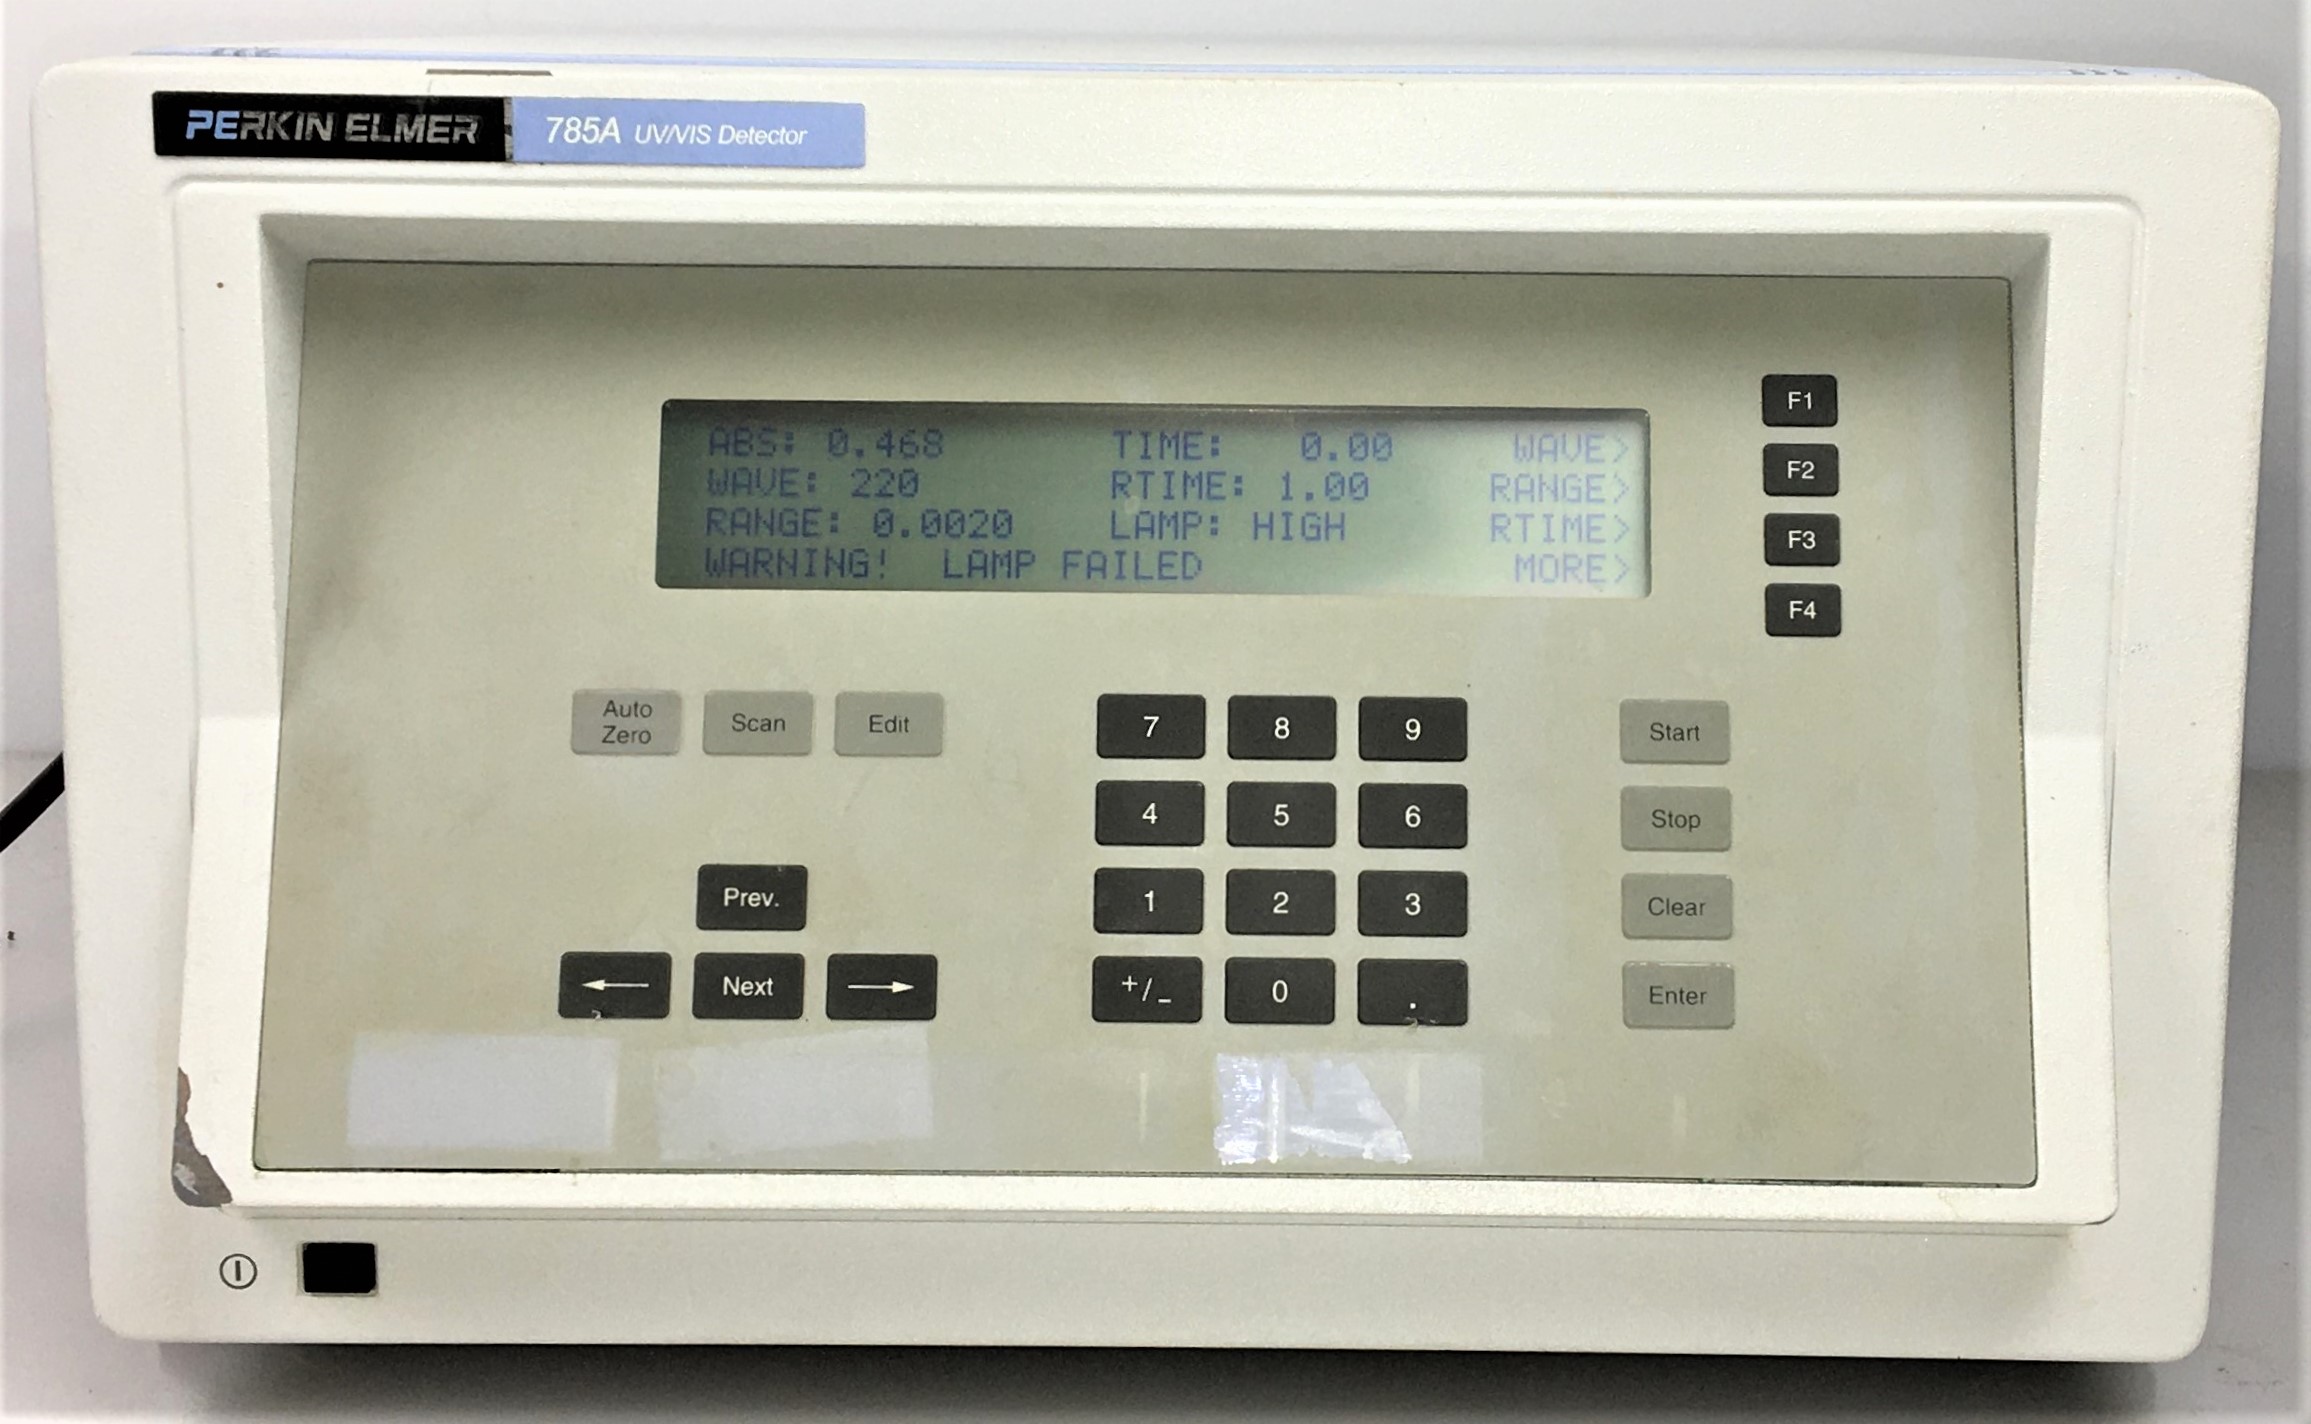 PERKIN ELMER 785A UV/VIS Detector
ABS: 0.468 TIME: 0.00 WAVE>
WAVE: 220 RTIME: 1.00 RANGE>
RANGE: 0.0020 LAMP: HIGH RTIME>
WARNING! LAMP FAILED MORE>
F1
F2
F3
F4
Auto
Zero
Scan
Edit
7 8 9
Start
4 5 6
Stop
Prev.
1 2 3
Clear
← Next →
+/- 0 .
Enter